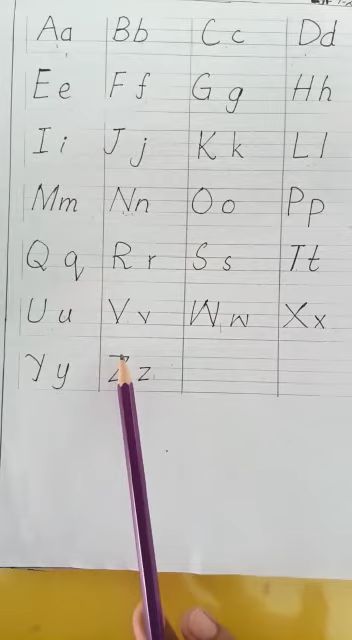 Aa Bb Cc Dd
Ee Ff Gg Hh
Ii Jj Kk Ll
Mm Nn Oo Pp
Qq Rr Ss Tt
Uu Vv Ww Xx
Yy Zz